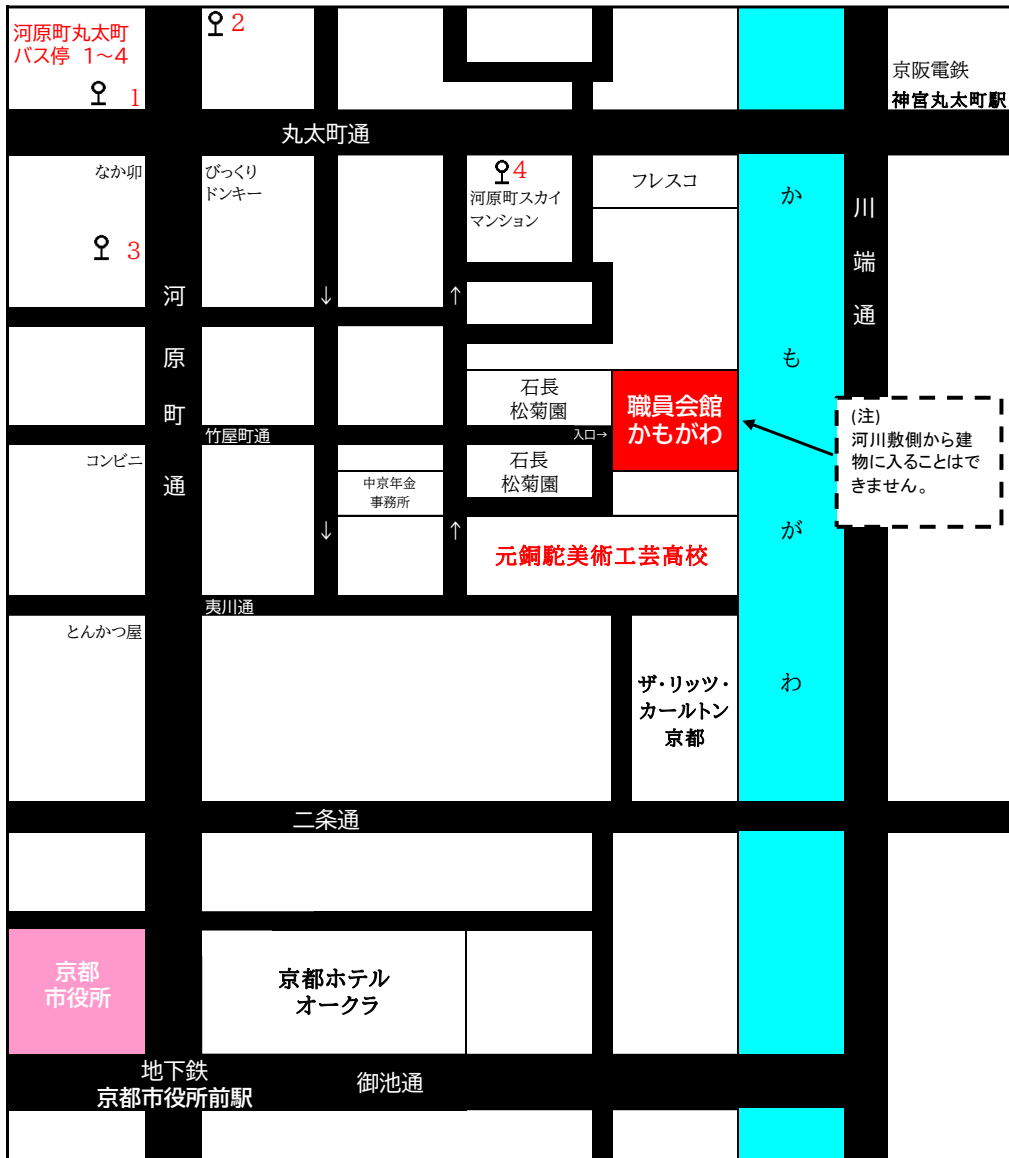 河原町丸太町
バス停 1~4
1
2
京阪電鉄
神宮丸太町駅
丸太町通
なか卯
びっくり
ドンキー
4
河原町スカイ
マンション
フレスコ
3
河原町通
↓
↑
かもがわ
川端通
石長
松菊園
職員会館
かもがわ
竹屋町通
入口→
(注)
河川敷側から建
物に入ることはで
きません。
コンビニ
中京年金
事務所
石長
松菊園
↓
↑
元銅駝美術工芸高校
夷川通
とんかつ屋
ザ・リッツ・
カールトン
京都
二条通
京都
市役所
京都ホテル
オークラ
地下鉄
京都市役所前駅
御池通